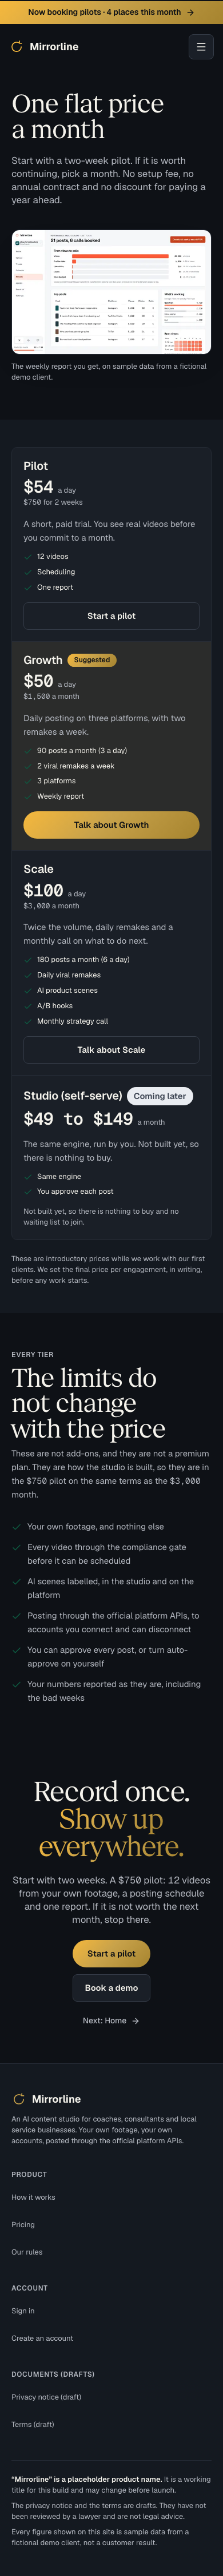 Now booking pilots · 4 places this month →
Mirrorline
One flat price
a month
Start with a two-week pilot. If it is worth
continuing, pick a month. No setup fee, no
annual contract and no discount for paying a
year ahead.
21 posts, 6 calls booked
The weekly report you get, on sample data from a fictional
demo client.
Pilot
$54 a day
$750 for 2 weeks
A short, paid trial. You see real videos before
you commit to a month.
12 videos
Scheduling
One report
Start a pilot
Growth Suggested
$50 a day
$1,500 a month
Daily posting on three platforms, with two
remakes a week.
90 posts a month (3 a day)
2 viral remakes a week
3 platforms
Weekly report
Talk about Growth
Scale
$100 a day
$3,000 a month
Twice the volume, daily remakes and a
monthly call on what to do next.
180 posts a month (6 a day)
Daily viral remakes
AI product scenes
A/B hooks
Monthly strategy call
Talk about Scale
Studio (self-serve) Coming later
$49 to $149 a month
The same engine, run by you. Not built yet, so
there is nothing to buy.
Same engine
You approve each post
Not built yet, so there is nothing to buy and no
waiting list to join.
These are introductory prices while we work with our first
clients. We set the final price per engagement, in writing,
before any work starts.
EVERY TIER
The limits do
not change
with the price
These are not add-ons, and they are not a premium
plan. They are how the studio is built, so they are in
the $750 pilot on the same terms as the $3,000
month.
Your own footage, and nothing else
Every video through the compliance gate
before it can be scheduled
AI scenes labelled, in the studio and on the
platform
Posting through the official platform APIs, to
accounts you connect and can disconnect
You can approve every post, or turn auto-
approve on yourself
Your numbers reported as they are, including
the bad weeks
Record once.
Show up
everywhere.
Start with two weeks. A $750 pilot: 12 videos
from your own footage, a posting schedule
and one report. If it is not worth the next
month, stop there.
Start a pilot
Book a demo
Next: Home →
Mirrorline
An AI content studio for coaches, consultants and local
service businesses. Your own footage, your own
accounts, posted through the official platform APIs.
PRODUCT
How it works
Pricing
Our rules
ACCOUNT
Sign in
Create an account
DOCUMENTS (DRAFTS)
Privacy notice (draft)
Terms (draft)
"Mirrorline" is a placeholder product name. It is a working
title for this build and may change before launch.
The privacy notice and the terms are drafts. They have not
been reviewed by a lawyer and are not legal advice.
Every figure shown on this site is sample data from a
fictional demo client, not a customer result.